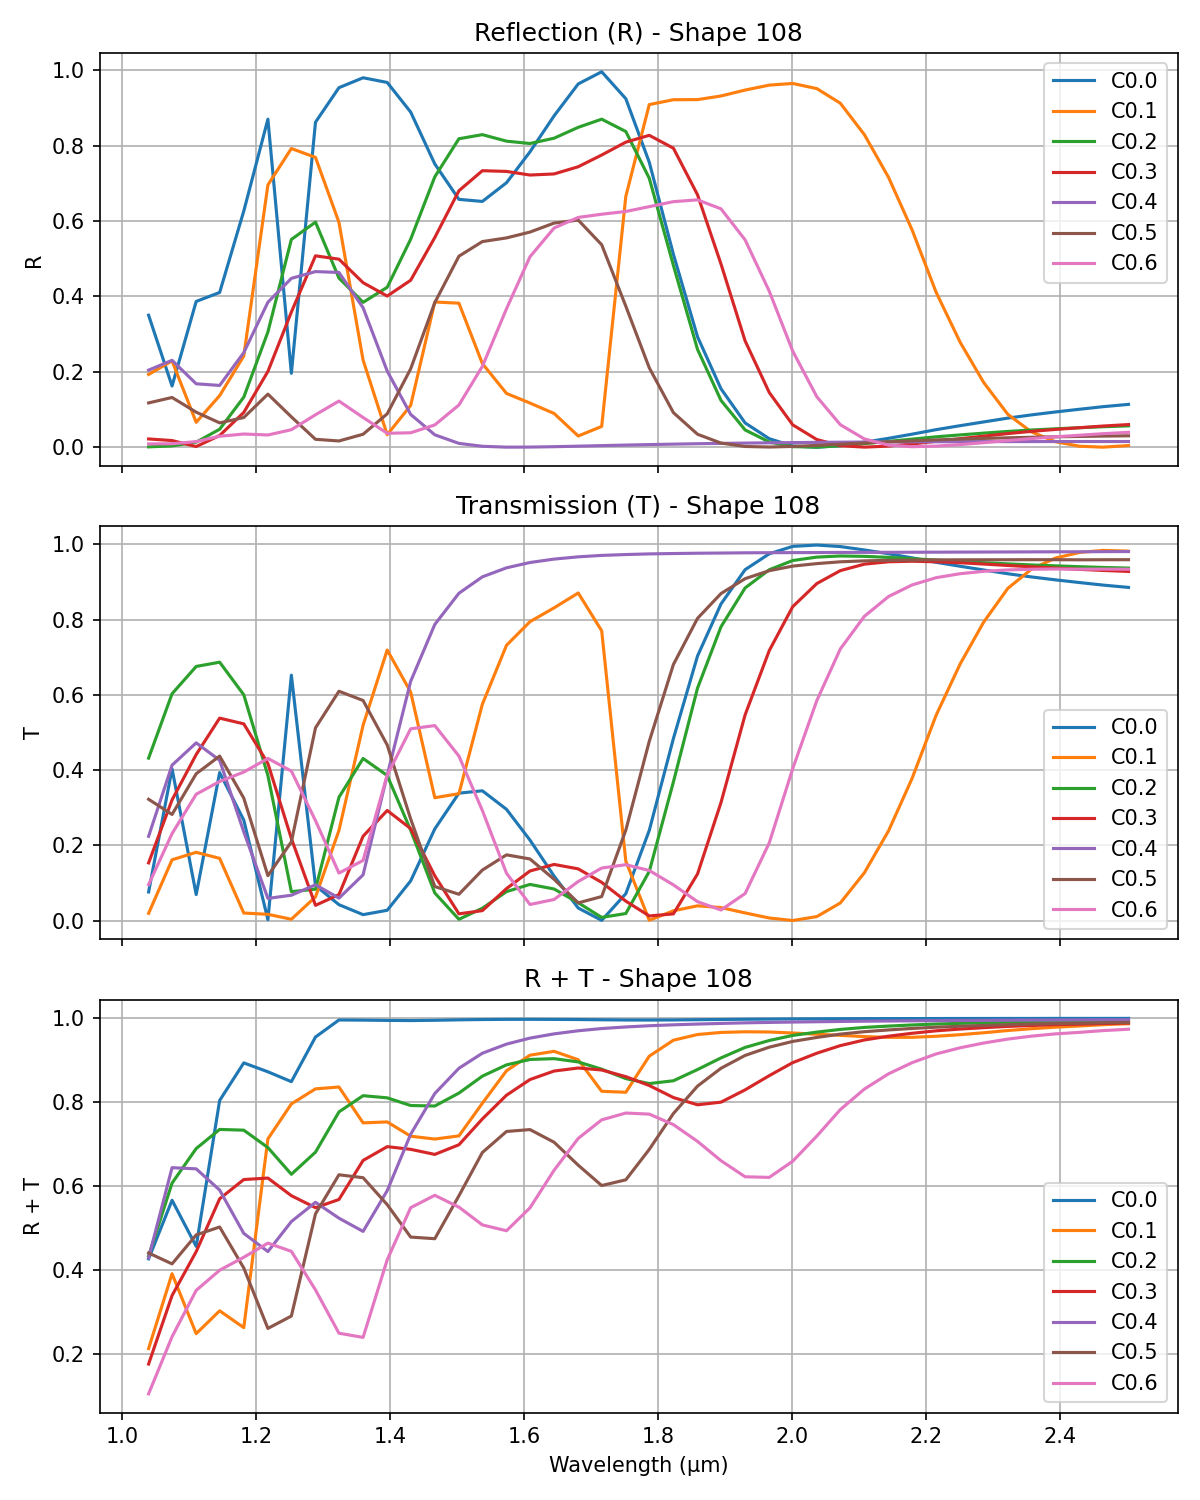 Reflection (R) - Shape 108
1.0
0.8
0.6
0.4
0.2
0.0
R
C0.0
C0.1
C0.2
C0.3
C0.4
C0.5
C0.6
Transmission (T) - Shape 108
1.0
0.8
0.6
0.4
0.2
0.0
T
C0.0
C0.1
C0.2
C0.3
C0.4
C0.5
C0.6
R + T - Shape 108
1.0
0.8
0.6
0.4
0.2
R + T
C0.0
C0.1
C0.2
C0.3
C0.4
C0.5
C0.6
1.0 1.2 1.4 1.6 1.8 2.0 2.2 2.4
Wavelength (μm)